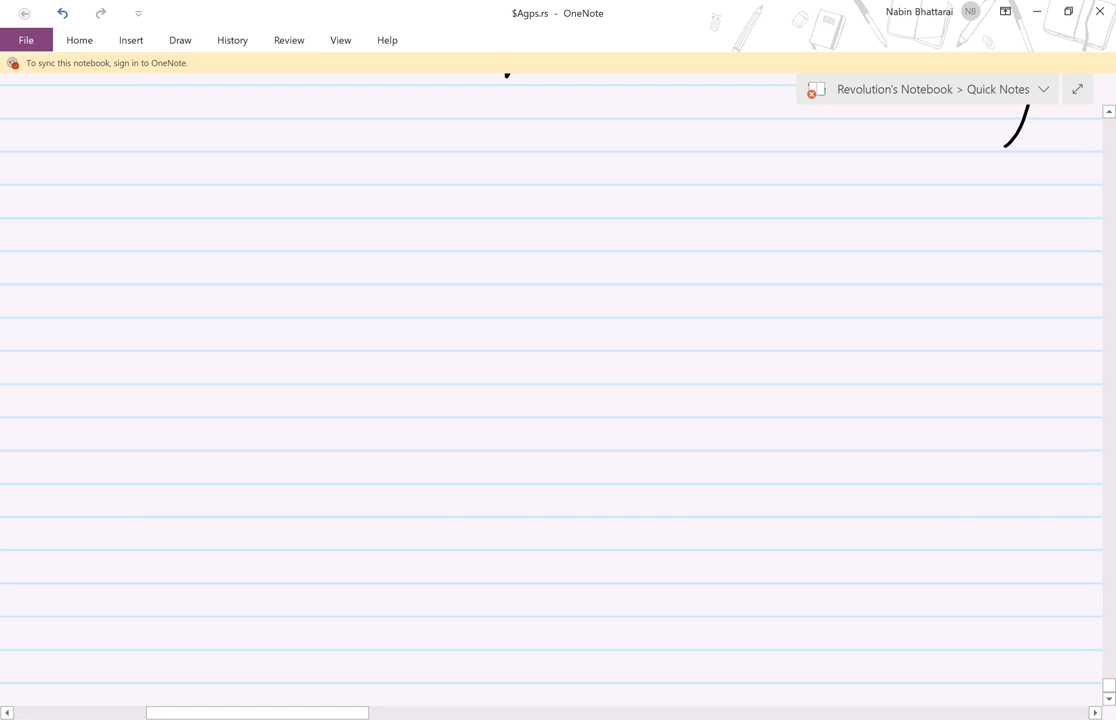 $Agps.rs - OneNote
Nabin Bhattarai NB
File Home Insert Draw History Review View Help
To sync this notebook, sign in to OneNote.
Revolution's Notebook > Quick Notes